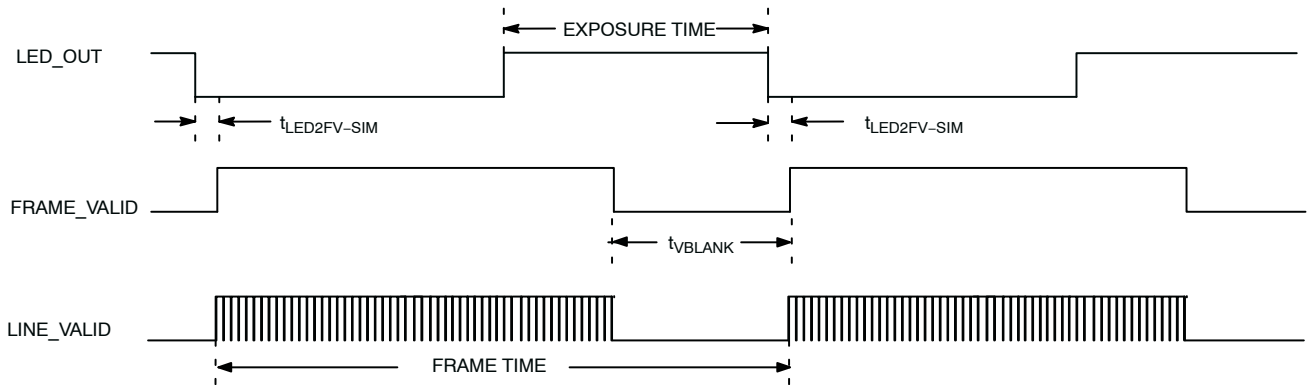 EXPOSURE TIME
LED_OUT
tLED2FV–SIM
tLED2FV–SIM
FRAME_VALID
tVBLANK
LINE_VALID
FRAME TIME